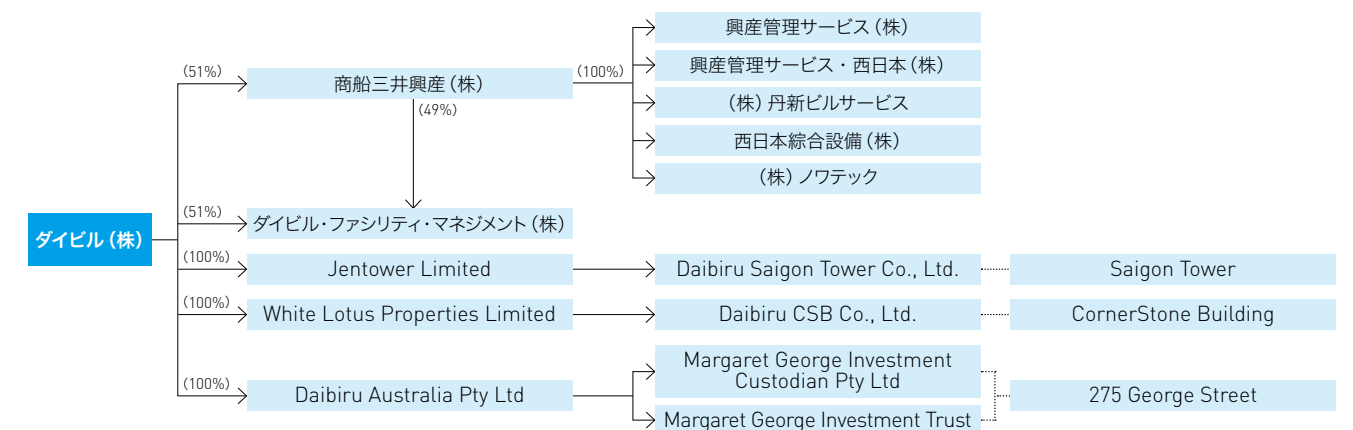 興産管理サービス（株）
(51%)
商船三井興産（株）
(100%)
興産管理サービス・西日本（株）
(49%)
（株）丹新ビルサービス
西日本綜合設備（株）
（株）ノワテック
ダイビル（株）
(51%)
ダイビル・ファシリティ・マネジメント（株）
(100%)
Jentower Limited
Daibiru Saigon Tower Co., Ltd.
Saigon Tower
(100%)
White Lotus Properties Limited
Daibiru CSB Co., Ltd.
CornerStone Building
(100%)
Daibiru Australia Pty Ltd
Margaret George Investment
Custodian Pty Ltd
Margaret George Investment Trust
275 George Street